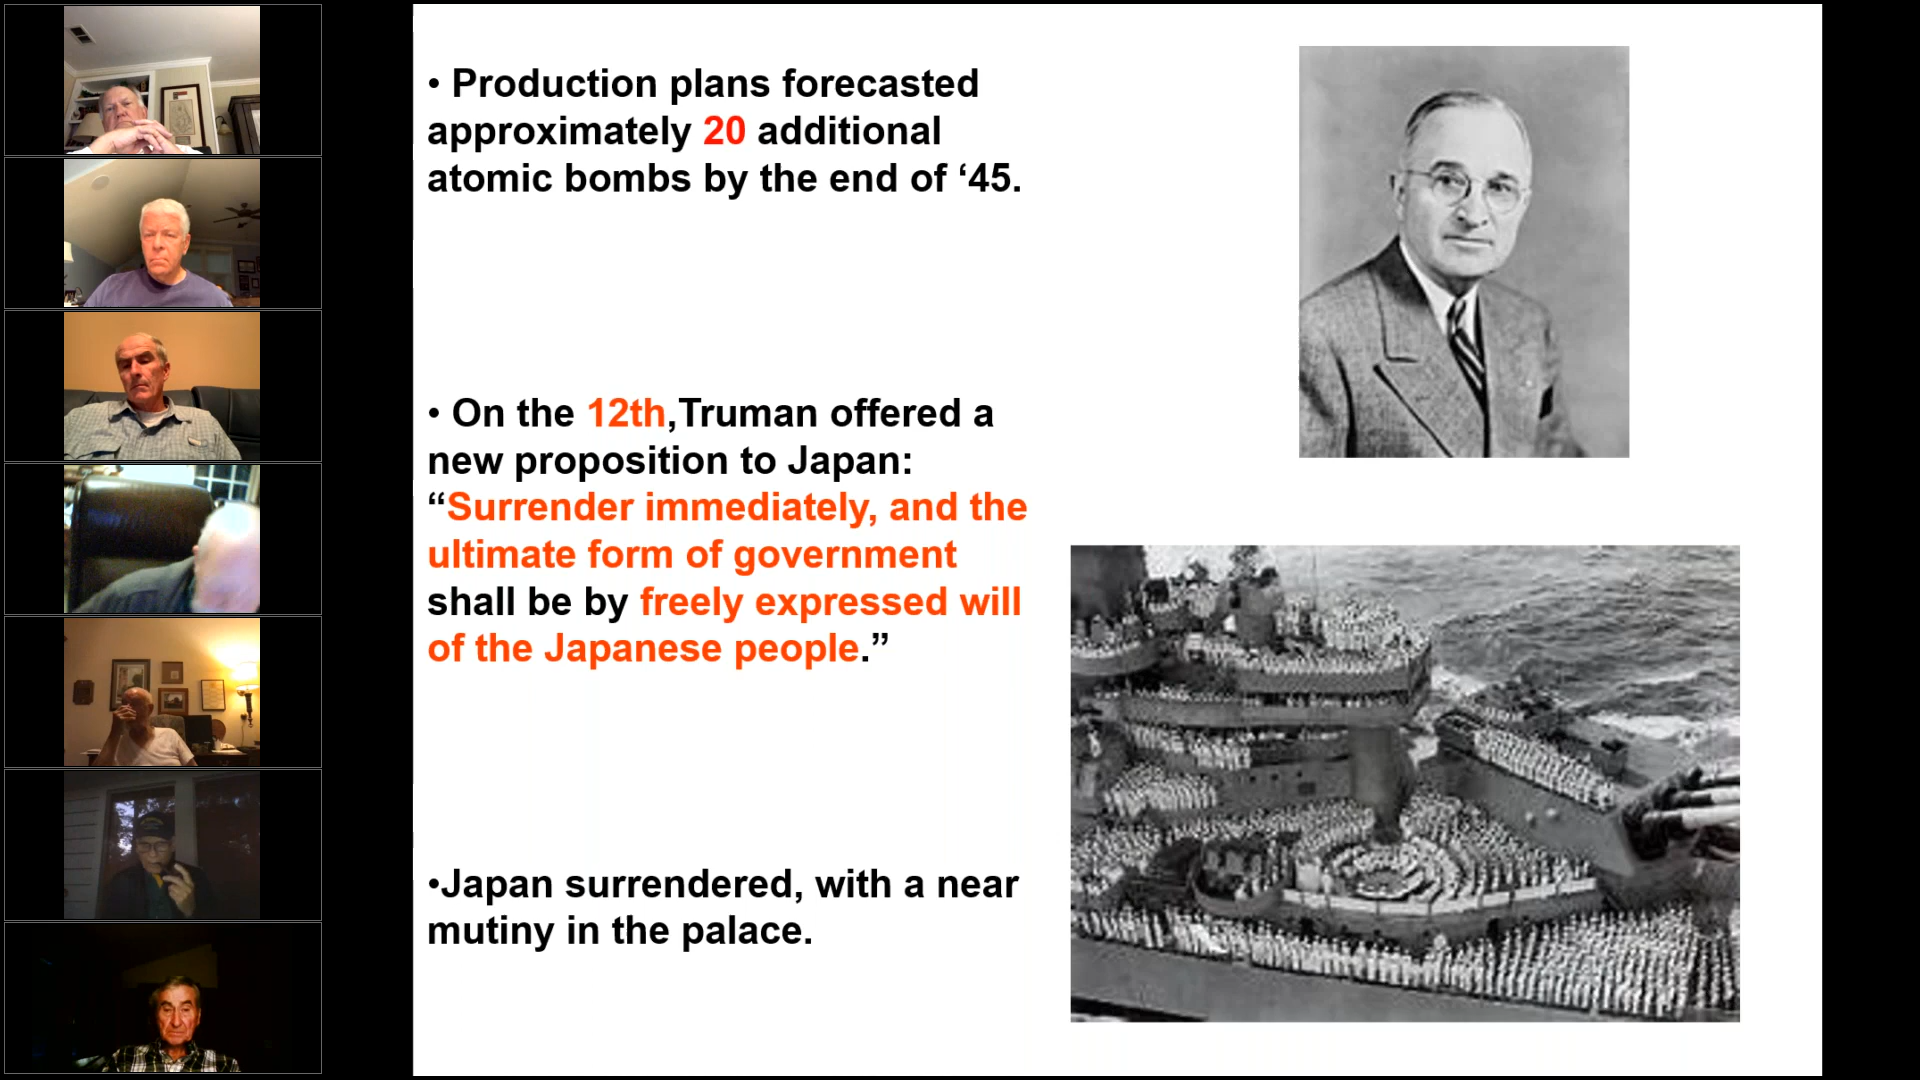 • Production plans forecasted
approximately 20 additional
atomic bombs by the end of ‘45.
• On the 12th,Truman offered a
new proposition to Japan:
“Surrender immediately, and the
ultimate form of government
shall be by freely expressed will
of the Japanese people.”
•Japan surrendered, with a near
mutiny in the palace.